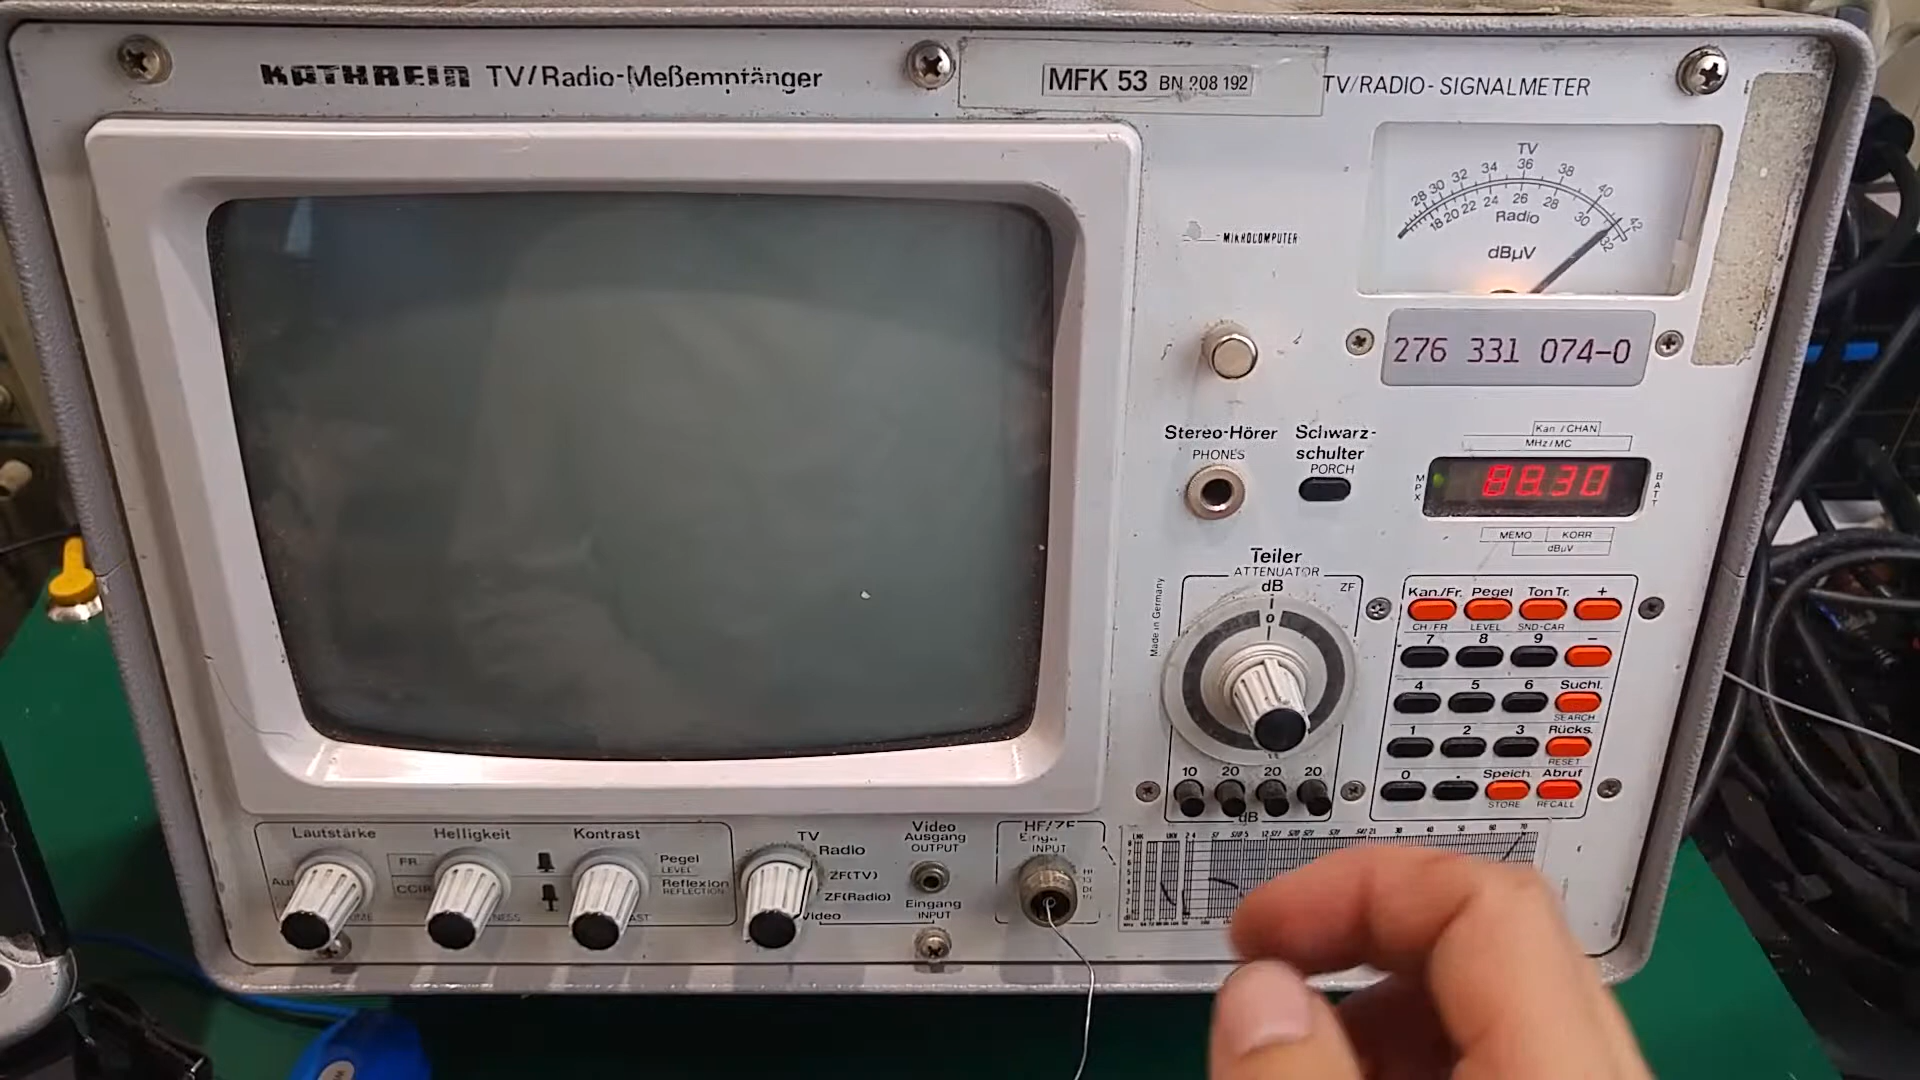 KATHREIN TV/Radio-Meßempfänger
MFK 53 BN 208 192
TV/RADIO-SIGNALMETER
TV
28 30 32 34 36 38 40 42
18 20 22 24 26 28 30 32
Radio
dBµV
MIKROCOMPUTER
276 331 074-0
Stereo-Hörer
PHONES
Schwarz-
schulter
PORCH
Kan./CHAN
MHz/MC
MPX
88.30
BATT
MEMO KORR
dBµV
Teiler
ATTENUATOR
dB
ZF
0
Made in Germany
10 20 20 20
dB
Kan./Fr. Pegel Ton Tr. +
CH/FR LEVEL SND-CAR
7 8 9 −
4 5 6 Suchl.
SEARCH
1 2 3 Rücks.
RESET
0 . Speich. Abruf
STORE RECALL
Lautstärke
Helligkeit
Kontrast
FR
CCIR
Pegel
LEVEL
Reflexion
REFLECTION
TV
Radio
ZF(TV)
ZF(Radio)
Video
Video
Ausgang
OUTPUT
Eingang
INPUT
HF/ZF
INPUT